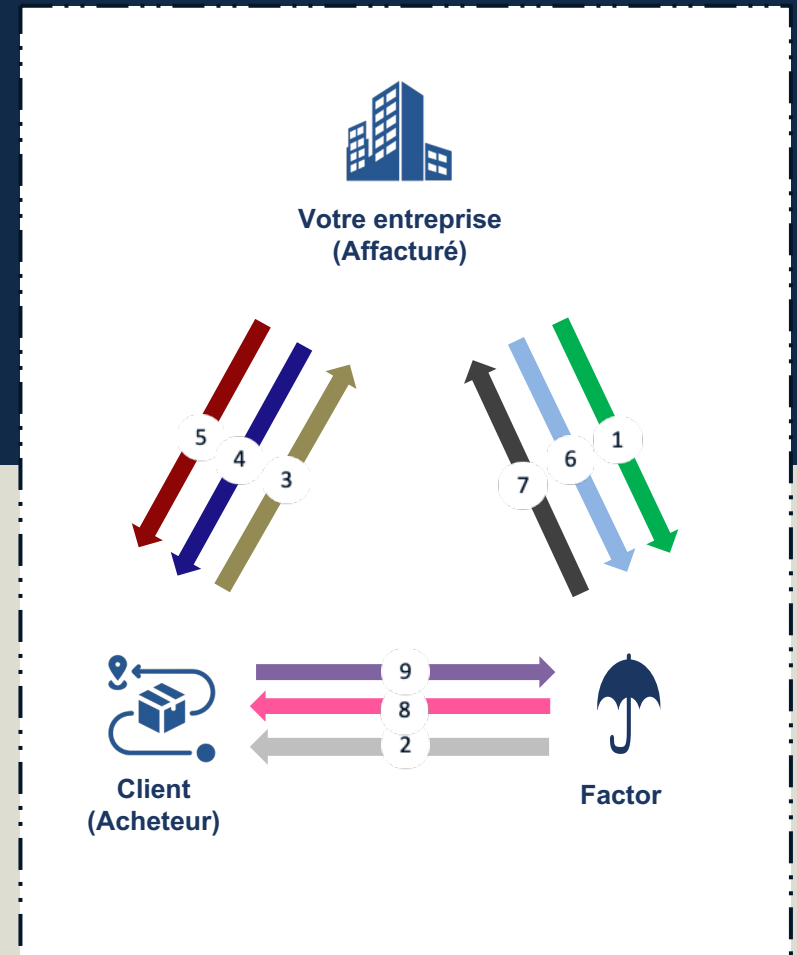 Votre entreprise
(Affacturé)
5
4
3
7
6
1
9
8
2
Client
(Acheteur)
Factor